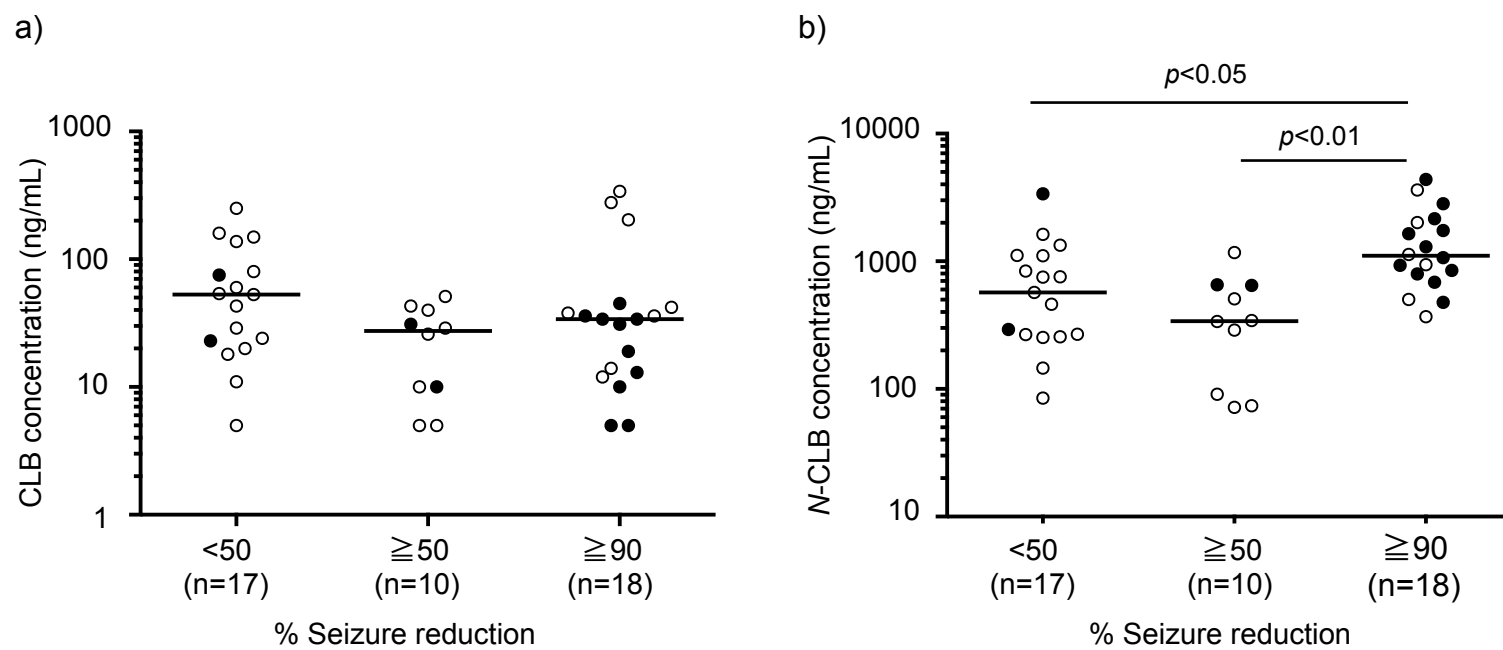 a)
CLB concentration (ng/mL)
1000
100
10
1
<50
(n=17)
≧50
(n=10)
≧90
(n=18)
% Seizure reduction
b)
p<0.05
p<0.01
N-CLB concentration (ng/mL)
10000
1000
100
10
<50
(n=17)
≧50
(n=10)
≧90
(n=18)
% Seizure reduction